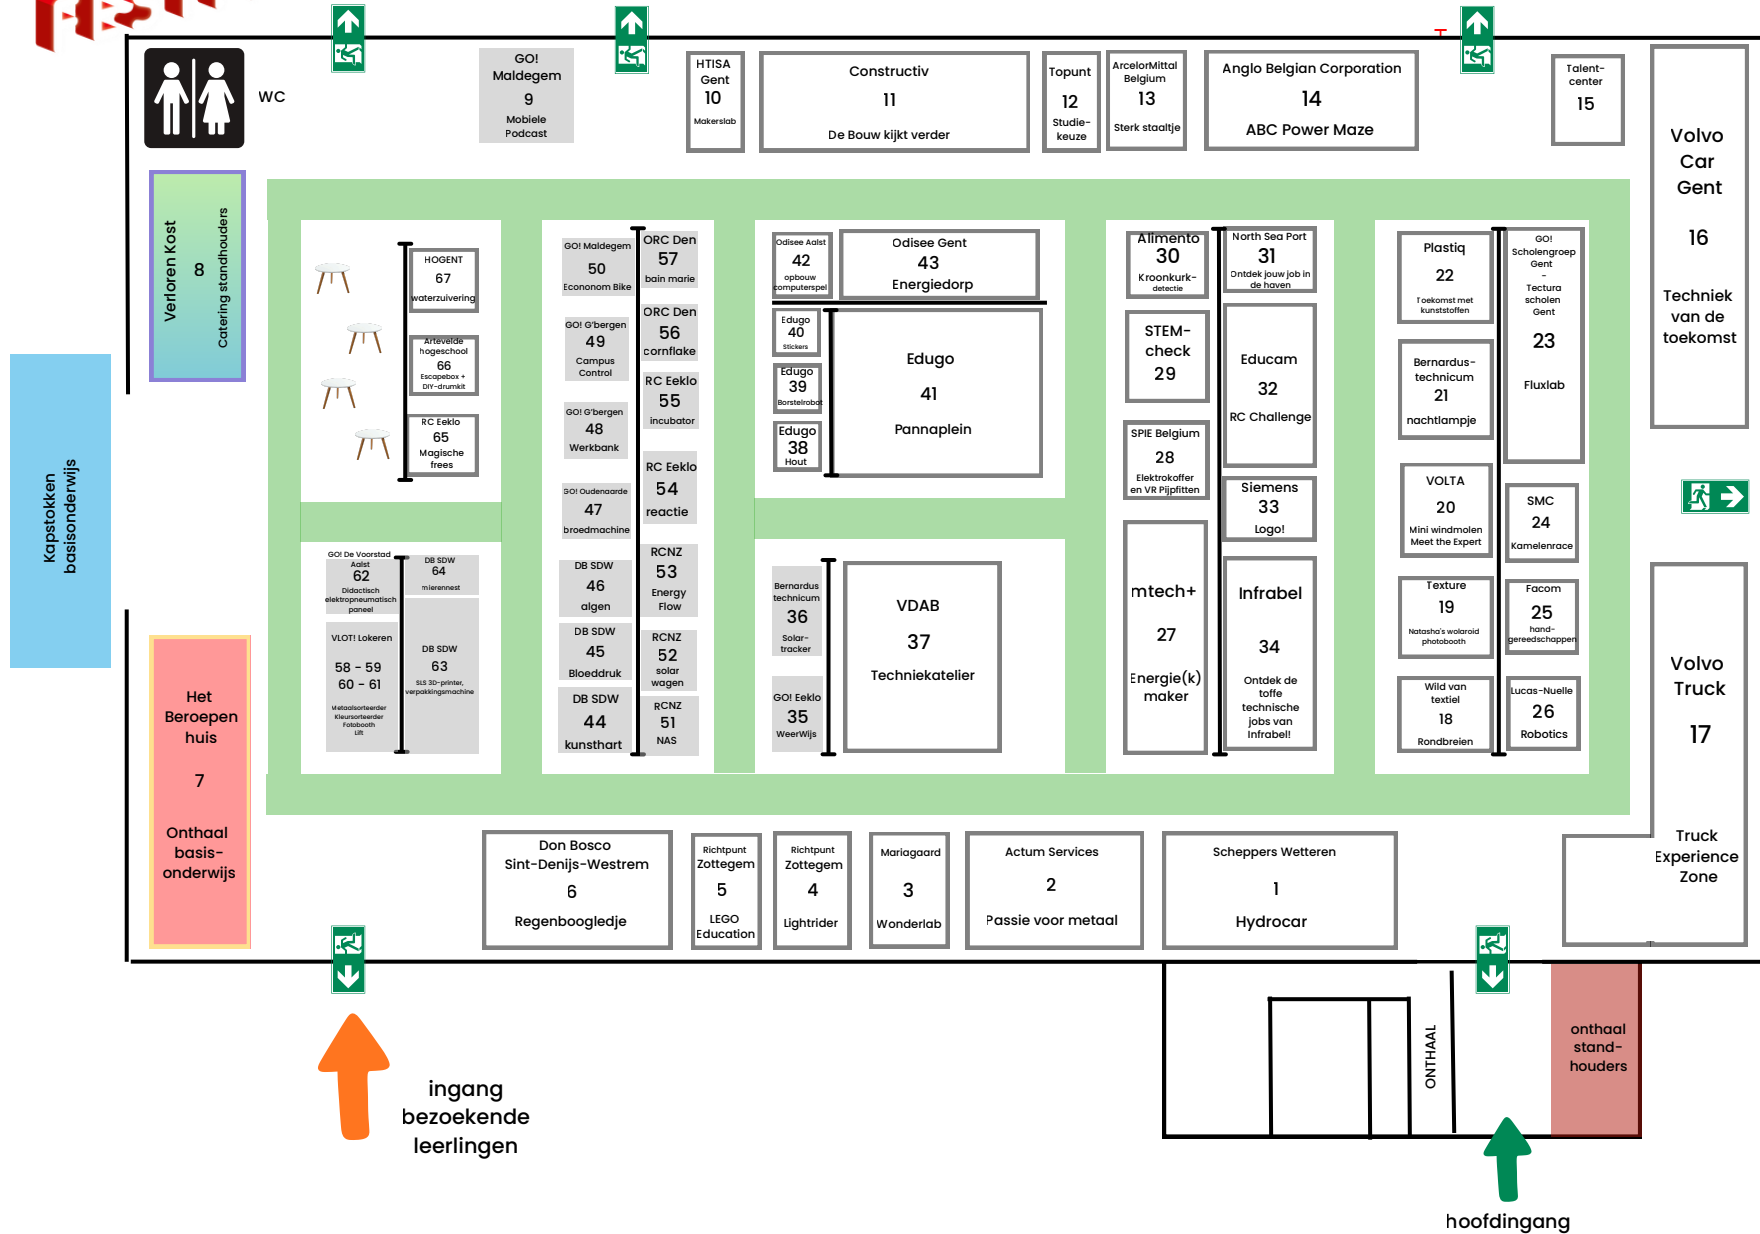 WC
GO!
Maldegem
9
Mobiele
Podcast
HTISA
Gent
10
Makerslab
Constructiv
11
De Bouw kijkt verder
Topunt
12
Studie-
keuze
ArcelorMittal
Belgium
13
Sterk staaltje
Anglo Belgian Corporation
14
ABC Power Maze
Talent-
center
15
Volvo
Car
Gent
16
Techniek
van de
toekomst
Verloren Kost
8
Catering standhouders
Kapstokken
basisonderwijs
Het
Beroepen
huis
7
Onthaal
basis-
onderwijs
HOGENT
67
waterzuivering
Artevelde
hogeschool
66
Escapebox +
DIY-drumkit
RC Eeklo
65
Magische
frees
GO! De Voorstad
Aalst
62
Didactisch
elektropneumatisch
paneel
DB SDW
64
mierennest
VLOT! Lokeren
58 - 59
60 - 61
Metaalsorteerder
Kleursorteerder
Fotobooth
Lift
DB SDW
63
SLS 3D-printer,
verpakkingsmachine
GO! Maldegem
50
Econonom Bike
GO! G'bergen
49
Campus
Control
GO! G'bergen
48
Werkbank
GO! Oudenaarde
47
broedmachine
DB SDW
46
algen
DB SDW
45
Bloeddruk
DB SDW
44
kunsthart
ORC Den
57
bain marie
ORC Den
56
cornflake
RC Eeklo
55
incubator
RC Eeklo
54
reactie
RCNZ
53
Energy
Flow
RCNZ
52
solar
wagen
RCNZ
51
NAS
Odisee Aalst
42
opbouw
computerspel
Odisee Gent
43
Energiedorp
Edugo
40
Stickers
Edugo
39
Borstelrobot
Edugo
38
Hout
Edugo
41
Pannaplein
Bernardus
technicum
36
Solar-
tracker
GO! Eeklo
35
WeerWijs
VDAB
37
Techniekatelier
Alimento
30
Kroonkurk-
detectie
STEM-
check
29
SPIE Belgium
28
Elektrokoffer
en VR Pijpfitten
mtech+
27
Energie(k)
maker
North Sea Port
31
Ontdek jouw job in
de haven
Educam
32
RC Challenge
Siemens
33
Logo!
Infrabel
34
Ontdek de
toffe
technische
jobs van
Infrabel!
Plastiq
22
Toekomst met
kunststoffen
Bernardus-
technicum
21
nachtlampje
VOLTA
20
Mini windmolen
Meet the Expert
Texture
19
Natasha's wolaroid
photobooth
Wild van
textiel
18
Rondbreien
GO!
Scholengroep
Gent
-
Tectura
scholen
Gent
23
Fluxlab
SMC
24
Kamelenrace
Facom
25
hand-
gereedschappen
Lucas-Nuelle
26
Robotics
Volvo
Truck
17
Truck
Experience
Zone
Don Bosco
Sint-Denijs-Westrem
6
Regenboogledje
Richtpunt
Zottegem
5
LEGO
Education
Richtpunt
Zottegem
4
Lightrider
Mariagaard
3
Wonderlab
Actum Services
2
Passie voor metaal
Scheppers Wetteren
1
Hydrocar
ONTHAAL
onthaal
stand-
houders
ingang
bezoekende
leerlingen
hoofdingang